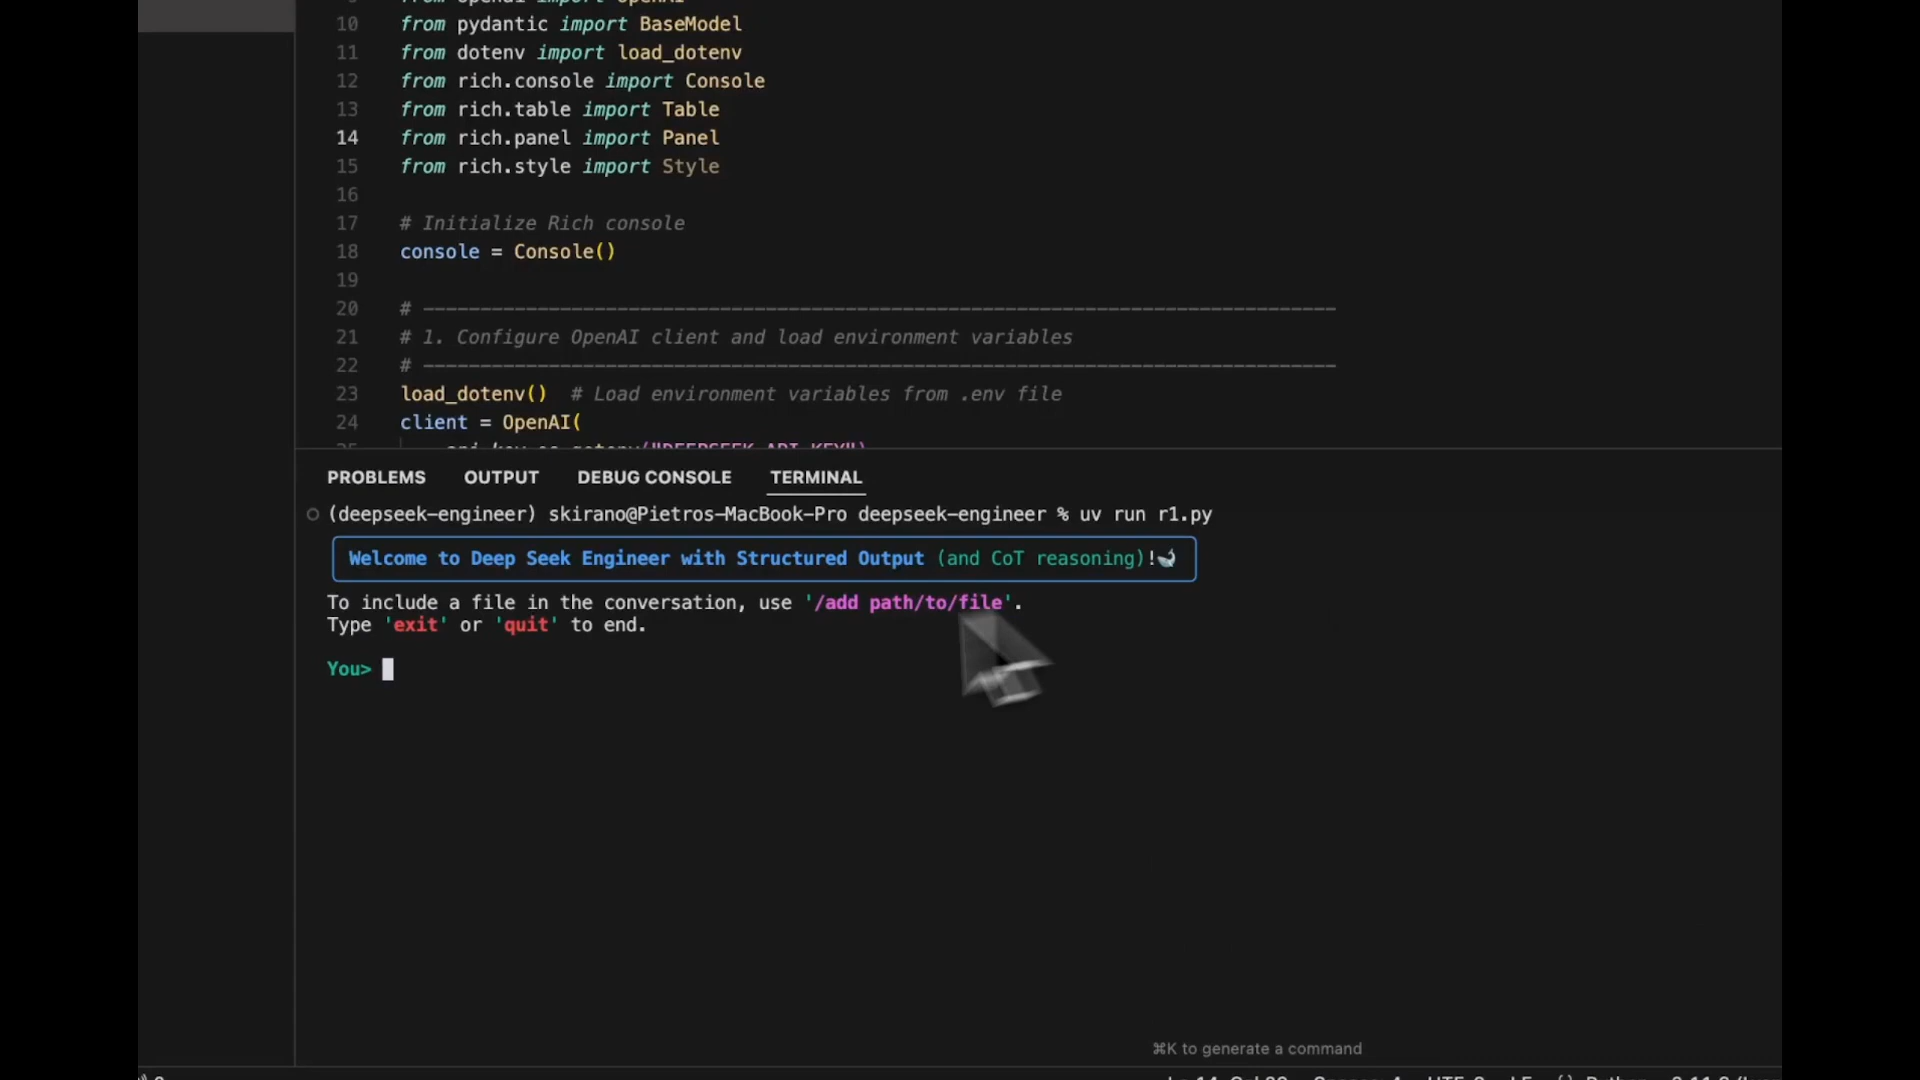 10 from pydantic import BaseModel
11 from dotenv import load_dotenv
12 from rich.console import Console
13 from rich.table import Table
14 from rich.panel import Panel
15 from rich.style import Style
16
17 # Initialize Rich console
18 console = Console()
19
20 # --------------------------------------------------------------------------------
21 # 1. Configure OpenAI client and load environment variables
22 # --------------------------------------------------------------------------------
23 load_dotenv()  # Load environment variables from .env file
24 client = OpenAI(
PROBLEMS OUTPUT DEBUG CONSOLE TERMINAL
(deepseek-engineer) skirano@Pietros-MacBook-Pro deepseek-engineer % uv run r1.py
Welcome to Deep Seek Engineer with Structured Output (and CoT reasoning)!🐋
To include a file in the conversation, use '/add path/to/file'.
Type 'exit' or 'quit' to end.
You>
⌘K to generate a command